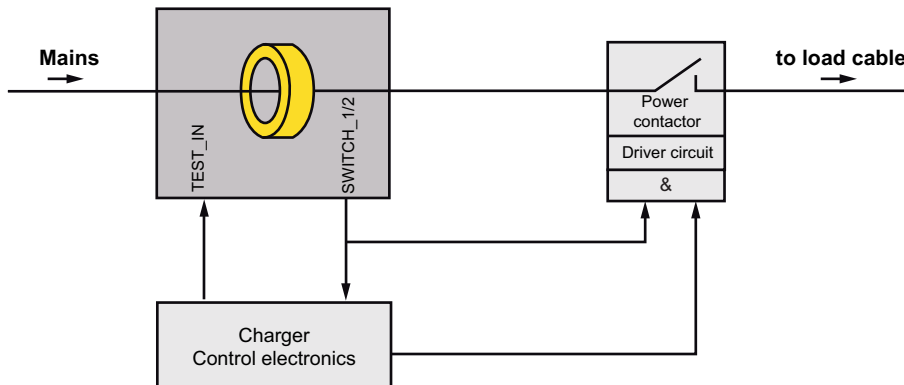 Mains
to load cable
TEST_IN
SWITCH_1/2
Power
contactor
Driver circuit
&
Charger
Control electronics